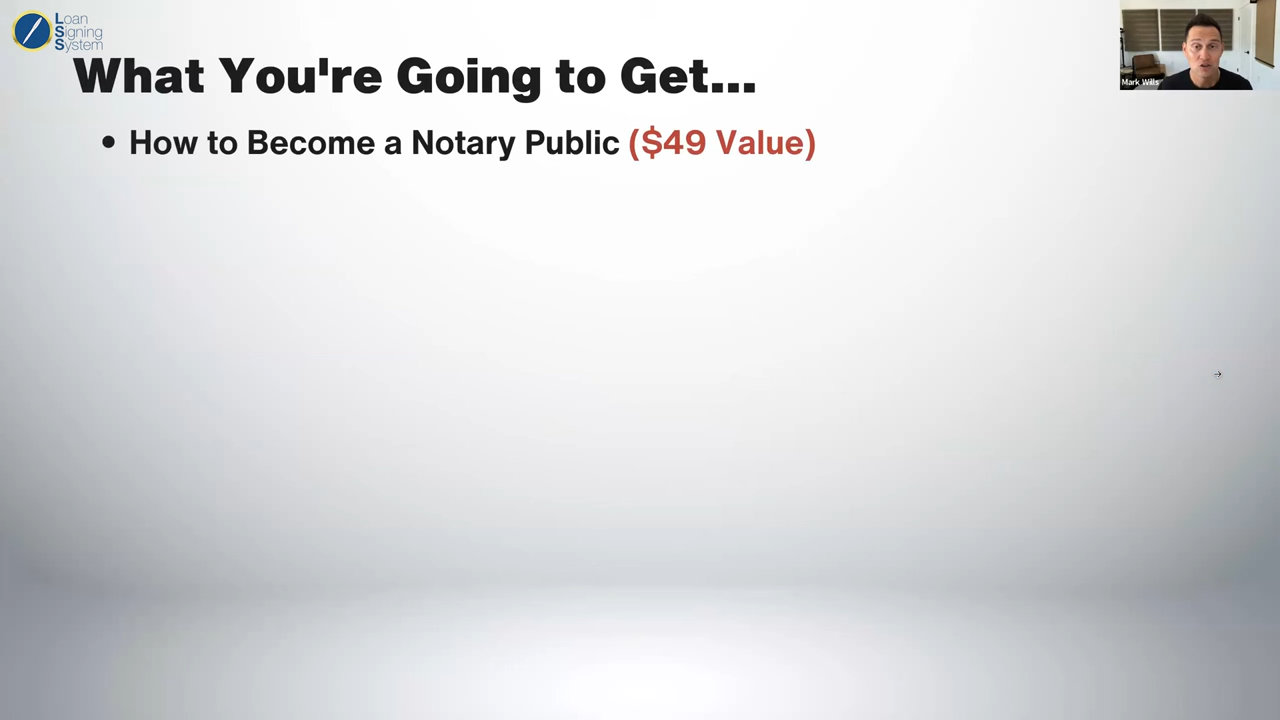 Loan
Signing
System
What You're Going to Get...
• How to Become a Notary Public ($49 Value)
Mark Wills